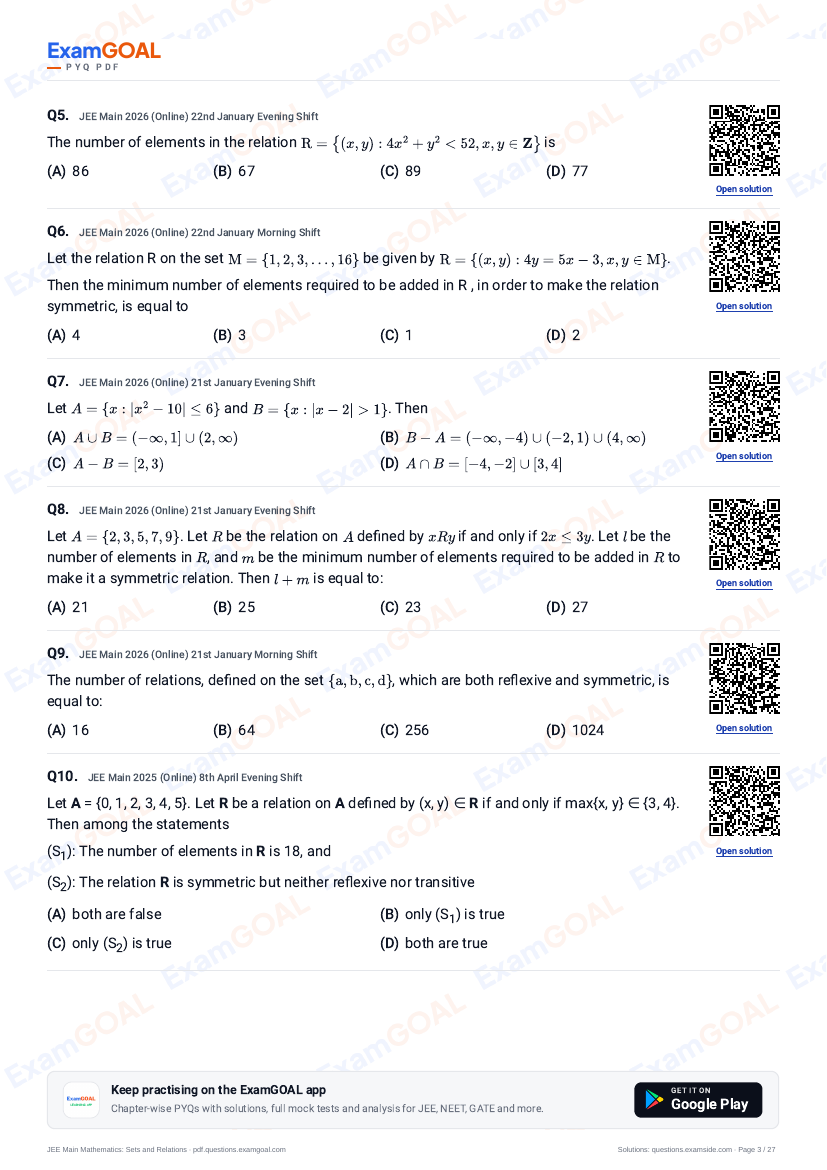 ExamGOAL
PYQ PDF
Q5. JEE Main 2026 (Online) 22nd January Evening Shift
The number of elements in the relation R = {(x, y) : 4x² + y² < 52, x, y ∈ Z} is
(A) 86 (B) 67 (C) 89 (D) 77
Open solution
Q6. JEE Main 2026 (Online) 22nd January Morning Shift
Let the relation R on the set M = {1, 2, 3, …, 16} be given by R = {(x, y) : 4y = 5x − 3, x, y ∈ M}.
Then the minimum number of elements required to be added in R , in order to make the relation
symmetric, is equal to
(A) 4 (B) 3 (C) 1 (D) 2
Open solution
Q7. JEE Main 2026 (Online) 21st January Evening Shift
Let A = {x : |x² − 10| ≤ 6} and B = {x : |x − 2| > 1}. Then
(A) A ∪ B = (−∞, 1] ∪ (2, ∞) (B) B − A = (−∞, −4) ∪ (−2, 1) ∪ (4, ∞)
(C) A − B = [2, 3) (D) A ∩ B = [−4, −2] ∪ [3, 4]
Open solution
Q8. JEE Main 2026 (Online) 21st January Evening Shift
Let A = {2, 3, 5, 7, 9}. Let R be the relation on A defined by xRy if and only if 2x ≤ 3y. Let l be the
number of elements in R, and m be the minimum number of elements required to be added in R to
make it a symmetric relation. Then l + m is equal to:
(A) 21 (B) 25 (C) 23 (D) 27
Open solution
Q9. JEE Main 2026 (Online) 21st January Morning Shift
The number of relations, defined on the set {a, b, c, d}, which are both reflexive and symmetric, is
equal to:
(A) 16 (B) 64 (C) 256 (D) 1024
Open solution
Q10. JEE Main 2025 (Online) 8th April Evening Shift
Let A = {0, 1, 2, 3, 4, 5}. Let R be a relation on A defined by (x, y) ∈ R if and only if max{x, y} ∈ {3, 4}.
Then among the statements
(S₁): The number of elements in R is 18, and
(S₂): The relation R is symmetric but neither reflexive nor transitive
(A) both are false (B) only (S₁) is true
(C) only (S₂) is true (D) both are true
Open solution
Keep practising on the ExamGOAL app
Chapter-wise PYQs with solutions, full mock tests and analysis for JEE, NEET, GATE and more.
ExamGOAL
GET IT ON
Google Play
JEE Main Mathematics: Sets and Relations · pdf.questions.examgoal.com
Solutions: questions.examside.com · Page 3 / 27